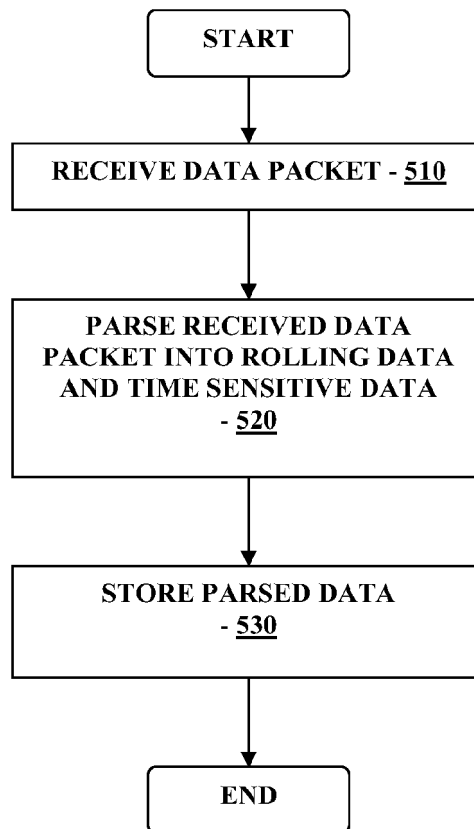 START
RECEIVE DATA PACKET - 510
PARSE RECEIVED DATA
PACKET INTO ROLLING DATA
AND TIME SENSITIVE DATA
- 520
STORE PARSED DATA
- 530
END